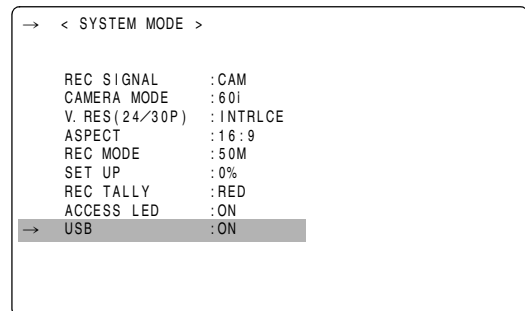 → < SYSTEM MODE >
REC SIGNAL :CAM
CAMERA MODE :60i
V. RES(24/30P) :INTRLCE
ASPECT :16:9
REC MODE :50M
SET UP :0%
REC TALLY :RED
ACCESS LED :ON
→ USB :ON